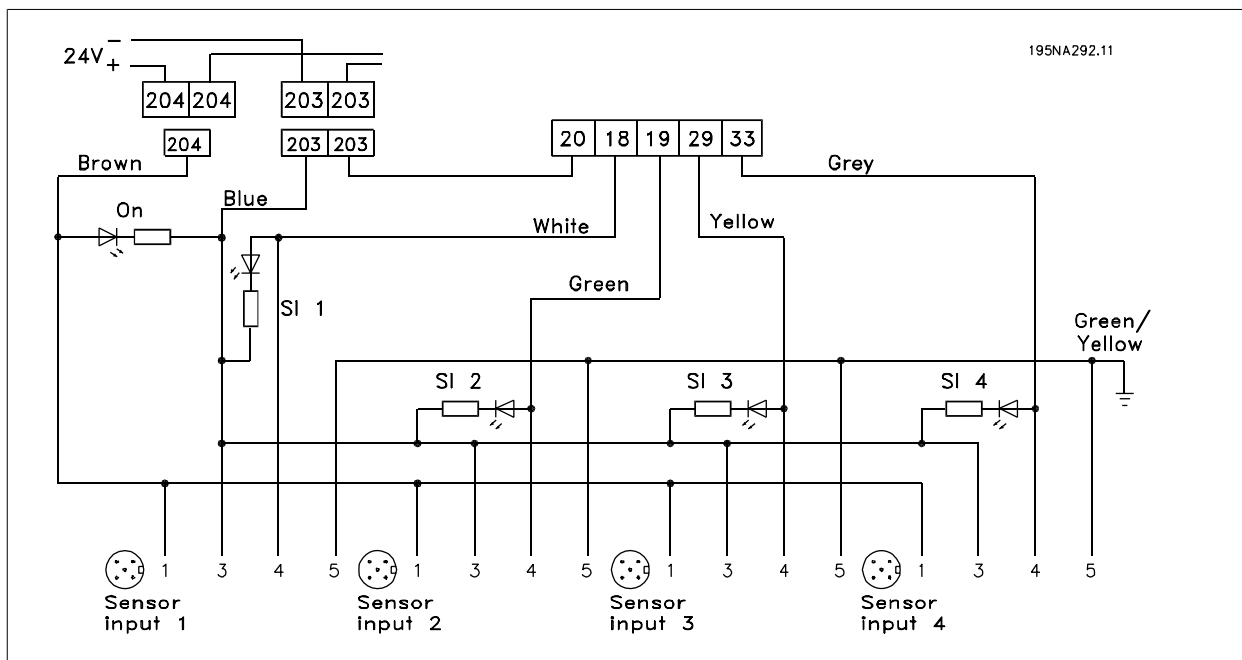 195NA292.11
24V
−
+
204 204 203 203
204 203 203
20 18 19 29 33
Brown
Grey
Blue
On
White
Yellow
Green
SI 1
Green/
Yellow
SI 2
SI 3
SI 4
1 3 4 5 1 3 4 5 1 3 4 5 1 3 4 5
Sensor
input 1
Sensor
input 2
Sensor
input 3
Sensor
input 4